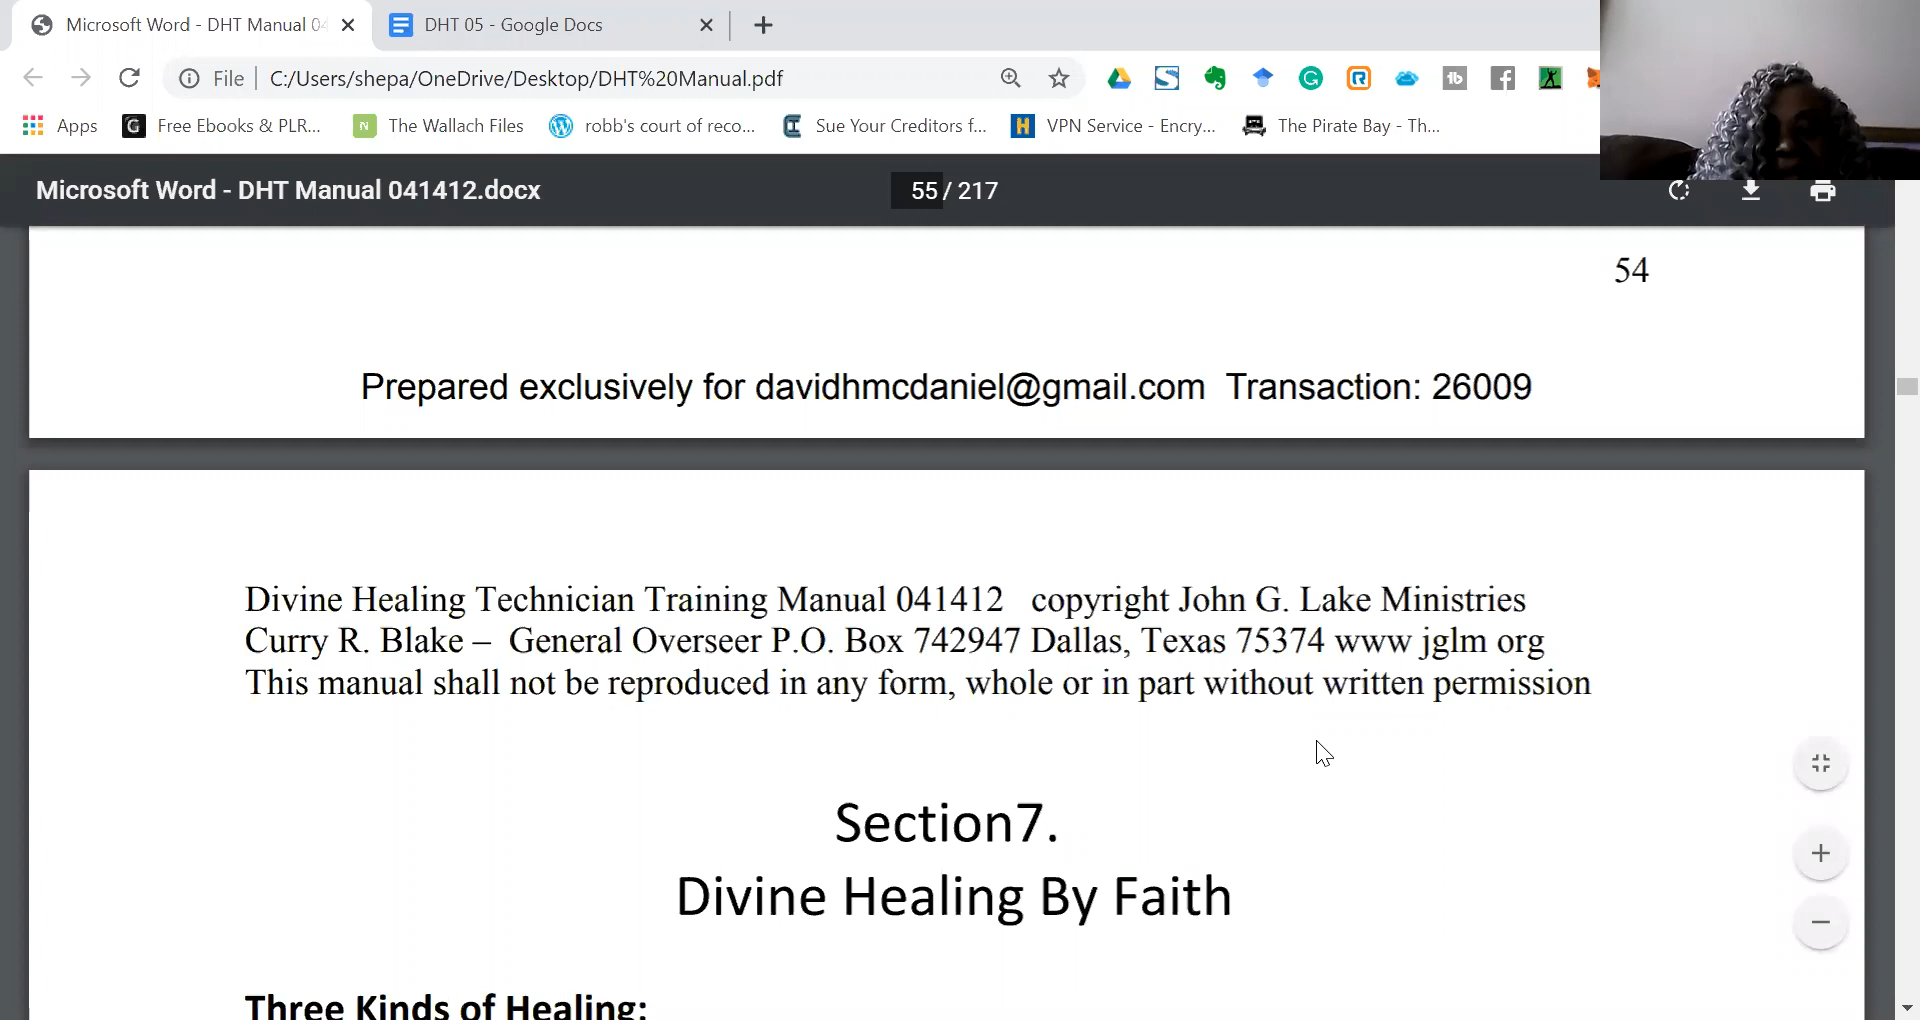 Microsoft Word - DHT Manual 04
DHT 05 - Google Docs
File
C:/Users/shepa/OneDrive/Desktop/DHT%20Manual.pdf
Apps
Free Ebooks & PLR...
The Wallach Files
robb's court of reco...
Sue Your Creditors f...
VPN Service - Encry...
The Pirate Bay - Th...
Microsoft Word - DHT Manual 041412.docx
55 / 217
54
Prepared exclusively for davidhmcdaniel@gmail.com Transaction: 26009
Divine Healing Technician Training Manual 041412 copyright John G. Lake Ministries
Curry R. Blake – General Overseer P.O. Box 742947 Dallas, Texas 75374 www jglm org
This manual shall not be reproduced in any form, whole or in part without written permission
Section7.
Divine Healing By Faith
Three Kinds of Healing: